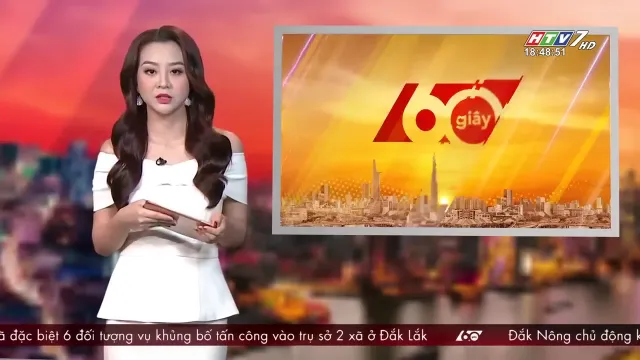 HTV7 HD
18:48:51
60 giây
đặc biệt 6 đối tượng vụ khủng bố tấn công vào trụ sở 2 xã ở Đắk Lắk 60 Đắk Nông chủ động